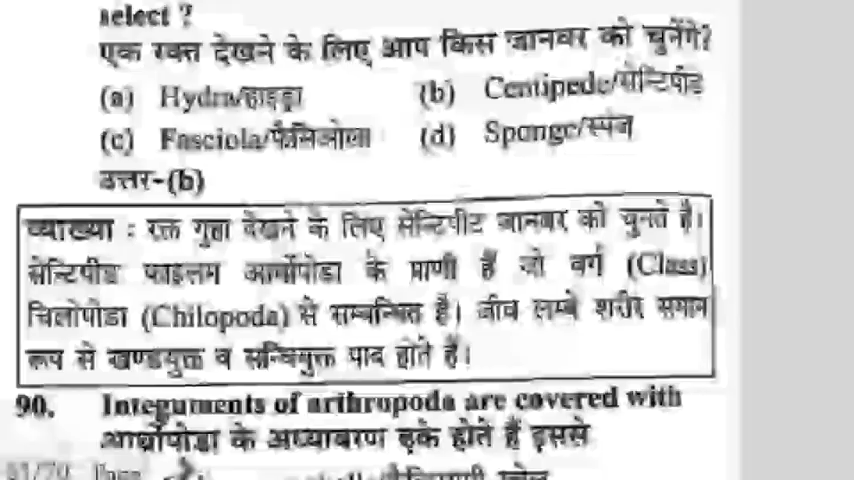 select ?
एक रक्त देखने के लिए आप किस जानवर को चुनेंगे?
(a) Hydra/हाइड्रा (b) Centipede/सेन्टिपीड
(c) Fasciola/फैसिओला (d) Sponge/स्पंज
उत्तर-(b)
व्याख्या : रक्त गुहा देखने के लिए सेन्टिपीट जानवर को चुनते है।
सेन्टिपीड फाइलम आर्थोपोडा के प्राणी हैं जो वर्ग (Class)
चिलोपोडा (Chilopoda) से सम्बन्धित है। जीव लम्बे शरीर समान
रूप से खण्डयुक्त व सन्धियुक्त पाद होते हैं।
90. Integuments of arthropoda are covered with
आर्थोपोडा के अध्यावरण ढके होते हैं इससे